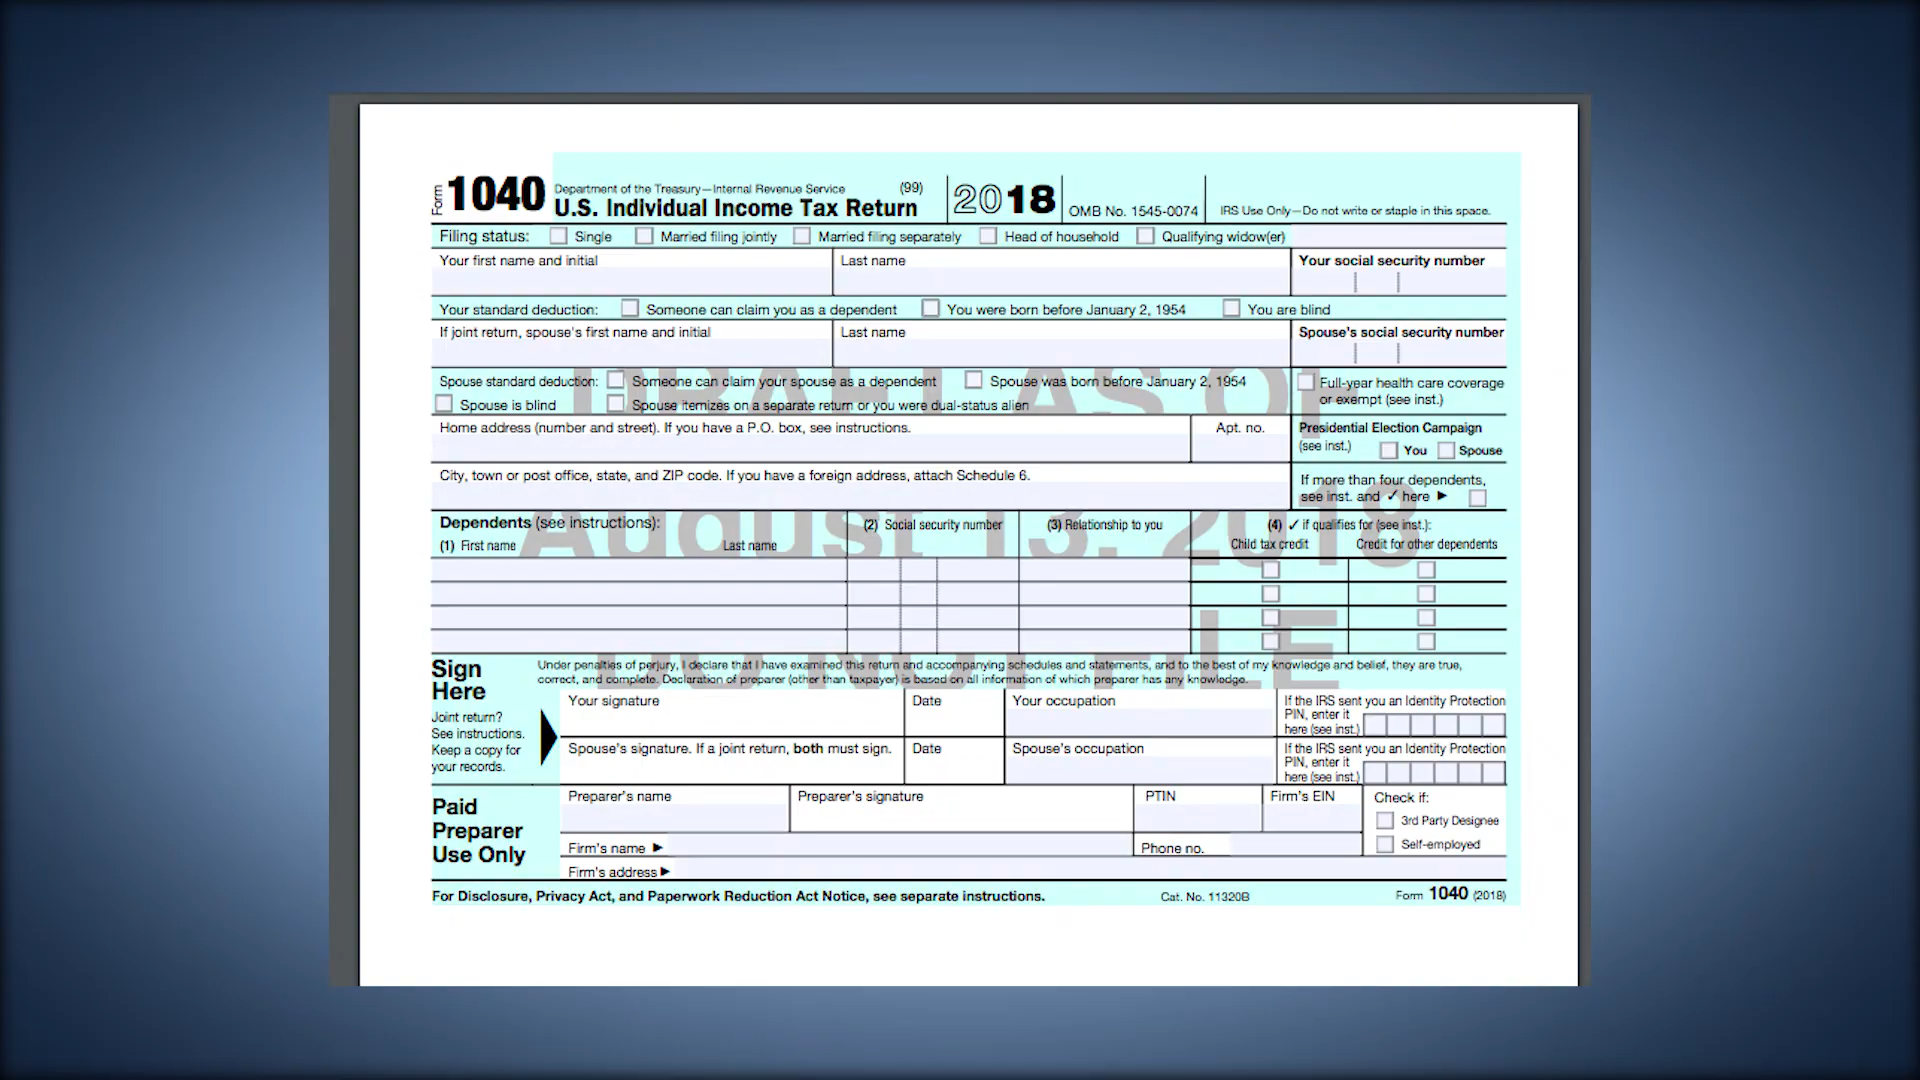 Form 1040 Department of the Treasury—Internal Revenue Service (99)
U.S. Individual Income Tax Return 2018 OMB No. 1545-0074 IRS Use Only—Do not write or staple in this space.
Filing status: Single Married filing jointly Married filing separately Head of household Qualifying widow(er)
Your first name and initial Last name Your social security number
Your standard deduction: Someone can claim you as a dependent You were born before January 2, 1954 You are blind
If joint return, spouse's first name and initial Last name Spouse's social security number
DRAFT AS OF
Spouse standard deduction: Someone can claim your spouse as a dependent Spouse was born before January 2, 1954 Full-year health care coverage
Spouse is blind Spouse itemizes on a separate return or you were dual-status alien or exempt (see inst.)
Home address (number and street). If you have a P.O. box, see instructions. Apt. no. Presidential Election Campaign
(see inst.) You Spouse
City, town or post office, state, and ZIP code. If you have a foreign address, attach Schedule 6. If more than four dependents,
see inst. and ✓ here ►
August 13, 2018
Dependents (see instructions): (2) Social security number (3) Relationship to you (4) ✓ if qualifies for (see inst.):
(1) First name Last name Child tax credit Credit for other dependents
DO NOT FILE
Sign Here
Under penalties of perjury, I declare that I have examined this return and accompanying schedules and statements, and to the best of my knowledge and belief, they are true,
correct, and complete. Declaration of preparer (other than taxpayer) is based on all information of which preparer has any knowledge.
Joint return?
See instructions.
Keep a copy for
your records.
Your signature Date Your occupation If the IRS sent you an Identity Protection
PIN, enter it
here (see inst.)
Spouse's signature. If a joint return, both must sign. Date Spouse's occupation If the IRS sent you an Identity Protection
PIN, enter it
here (see inst.)
Paid
Preparer
Use Only
Preparer's name Preparer's signature PTIN Firm's EIN Check if:
3rd Party Designee
Firm's name ► Phone no. Self-employed
Firm's address ►
For Disclosure, Privacy Act, and Paperwork Reduction Act Notice, see separate instructions. Cat. No. 11320B Form 1040 (2018)